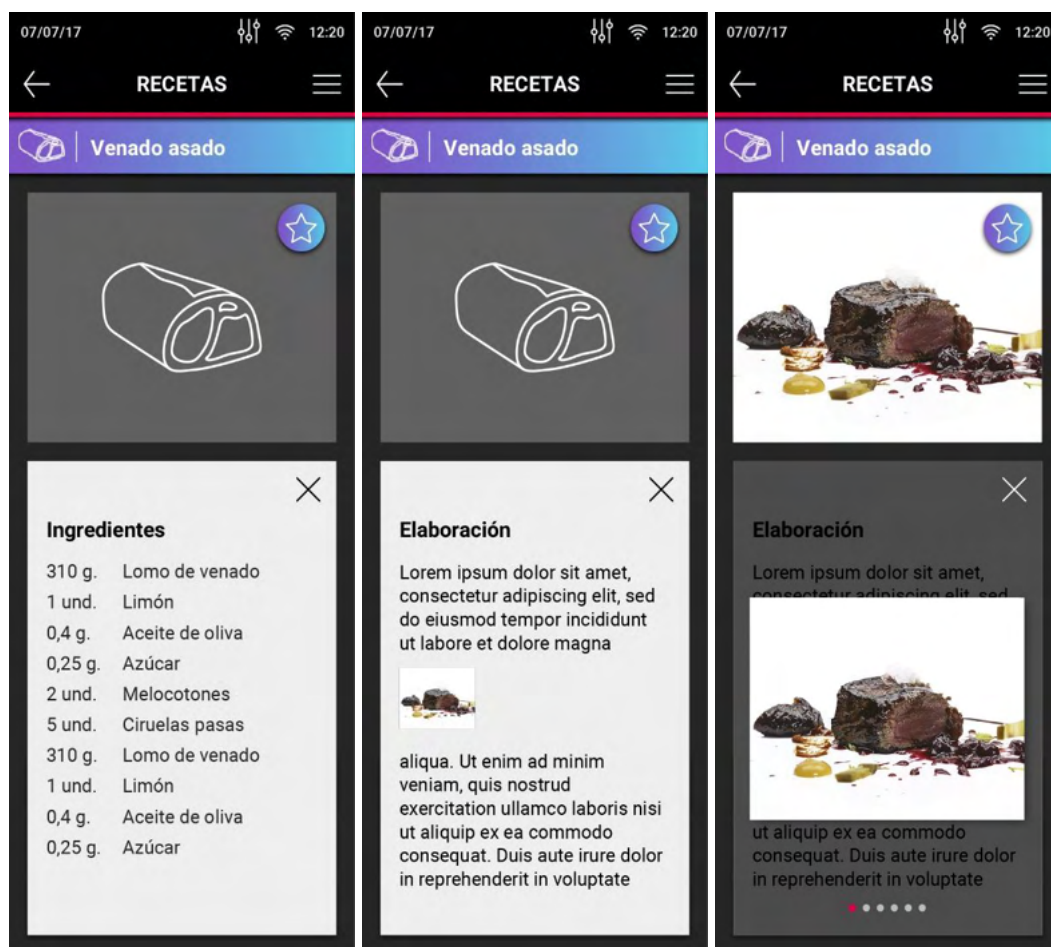 07/07/17 12:20
RECETAS
Venado asado
Ingredientes
310 g. Lomo de venado
1 und. Limón
0,4 g. Aceite de oliva
0,25 g. Azúcar
2 und. Melocotones
5 und. Ciruelas pasas
310 g. Lomo de venado
1 und. Limón
0,4 g. Aceite de oliva
0,25 g. Azúcar
07/07/17 12:20
RECETAS
Venado asado
Elaboración
Lorem ipsum dolor sit amet,
consectetur adipiscing elit, sed
do eiusmod tempor incididunt
ut labore et dolore magna
aliqua. Ut enim ad minim
veniam, quis nostrud
exercitation ullamco laboris nisi
ut aliquip ex ea commodo
consequat. Duis aute irure dolor
in reprehenderit in voluptate
07/07/17 12:20
RECETAS
Venado asado
Elaboración
Lorem ipsum dolor sit amet,
consectetur adipiscing elit, sed
ut aliquip ex ea commodo
consequat. Duis aute irure dolor
in reprehenderit in voluptate